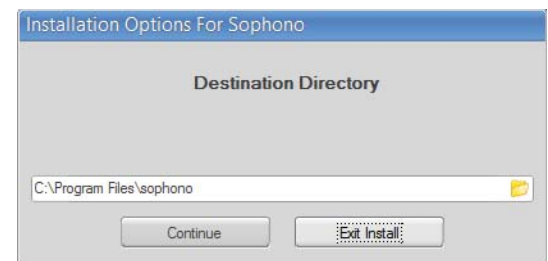 Installation Options For Sophono
Destination Directory
C:\Program Files\sophono
Continue Exit Install